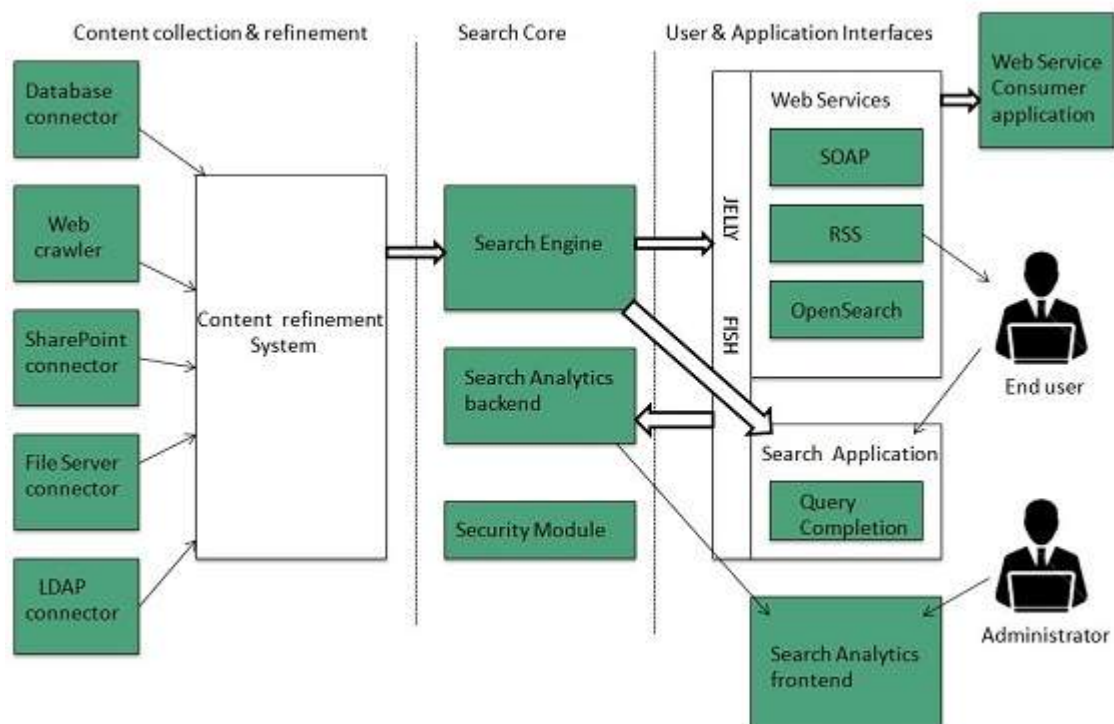 Content collection & refinement
Search Core
User & Application Interfaces
Database
connector
Web
crawler
SharePoint
connector
File Server
connector
LDAP
connector
Content refinement
System
Search Engine
Search Analytics
backend
Security Module
JELLY
FISH
Web Services
SOAP
RSS
OpenSearch
Search Application
Query
Completion
Search Analytics
frontend
Web Service
Consumer
application
End user
Administrator